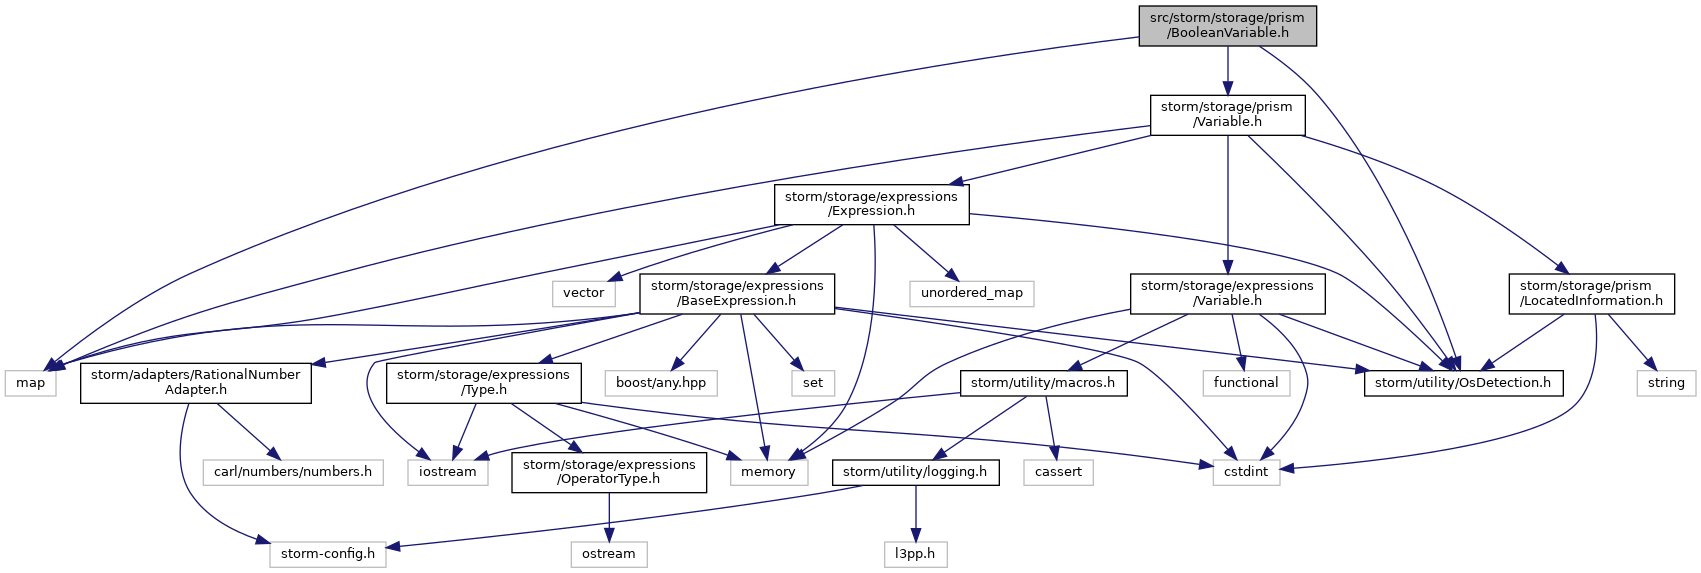 src/storm/storage/prism
/BooleanVariable.h
storm/storage/prism
/Variable.h
storm/storage/expressions
/Expression.h
vector
storm/storage/expressions
/BaseExpression.h
unordered_map
storm/storage/expressions
/Variable.h
storm/storage/prism
/LocatedInformation.h
map
storm/adapters/RationalNumber
Adapter.h
storm/storage/expressions
/Type.h
boost/any.hpp
set
storm/utility/macros.h
functional
storm/utility/OsDetection.h
string
carl/numbers/numbers.h
iostream
storm/storage/expressions
/OperatorType.h
memory
storm/utility/logging.h
cassert
cstdint
storm-config.h
ostream
l3pp.h